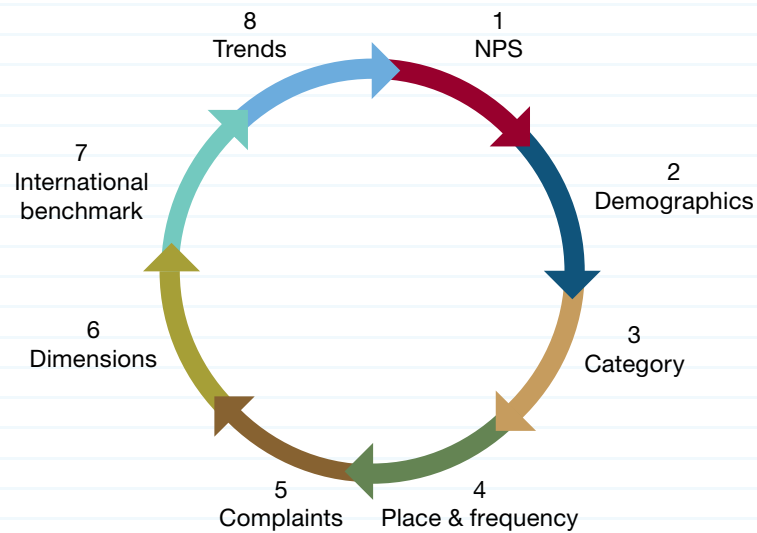 1
NPS
2
Demographics
3
Category
4
Place & frequency
5
Complaints
6
Dimensions
7
International
benchmark
8
Trends